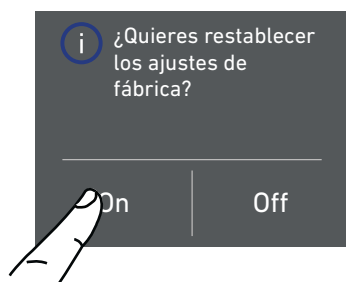 i
¿Quieres restablecer
los ajustes de
fábrica?
On
Off